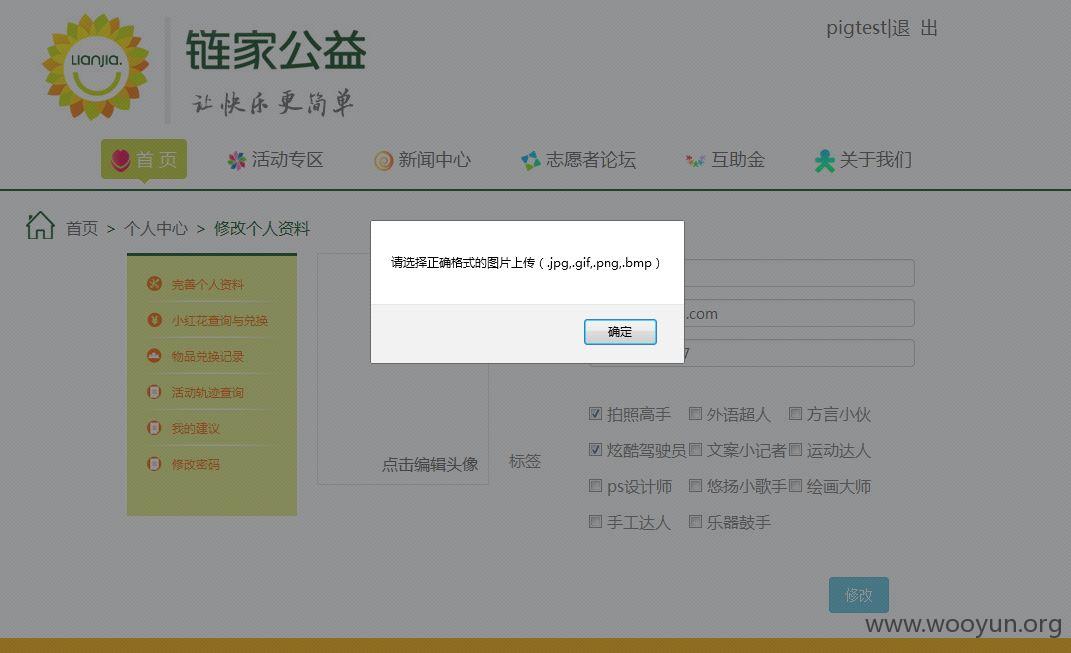 pigtest|退 出
LIANJIA.
链家公益
让快乐更简单
首 页 活动专区 新闻中心 志愿者论坛 互助金 关于我们
首页 > 个人中心 > 修改个人资料
完善个人资料
小红花查询与兑换
物品兑换记录
活动轨迹查询
我的建议
修改密码
请选择正确格式的图片上传（.jpg,.gif,.png,.bmp）
确定
.com
7
点击编辑头像
标签
拍照高手 外语超人 方言小伙
炫酷驾驶员 文案小记者 运动达人
ps设计师 悠扬小歌手 绘画大师
手工达人 乐器鼓手
修改
www.wooyun.org